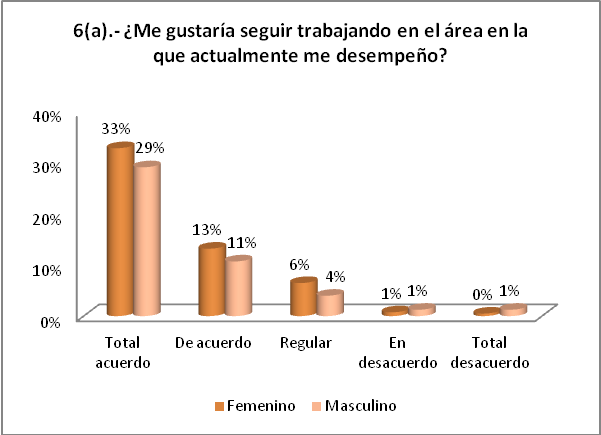 6(a).- ¿Me gustaría seguir trabajando en el área en la
que actualmente me desempeño?
40%
30%
20%
10%
0%
33%
29%
13%
11%
6%
4%
1%
1%
0%
1%
Total
acuerdo
De acuerdo
Regular
En
desacuerdo
Total
desacuerdo
Femenino
Masculino